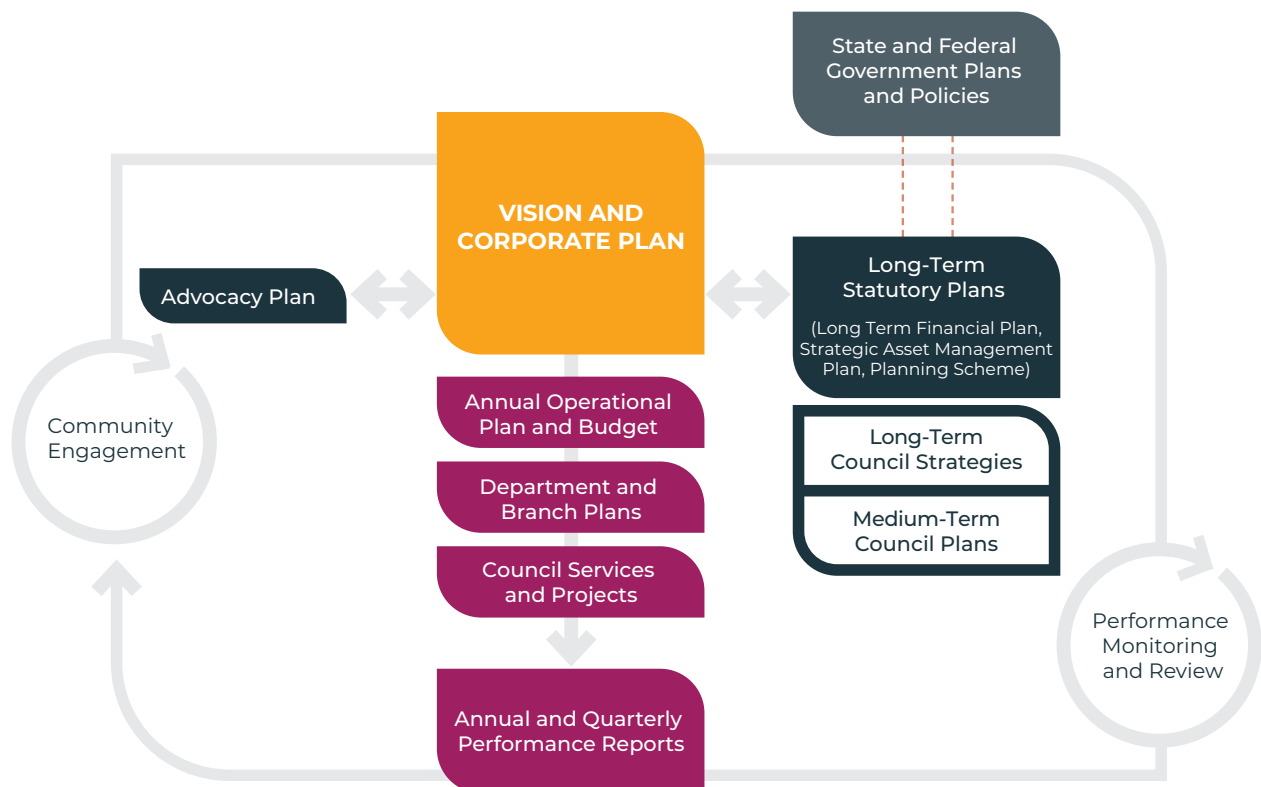 State and Federal
Government Plans
and Policies
VISION AND
CORPORATE PLAN
Advocacy Plan
Long-Term
Statutory Plans
(Long Term Financial Plan,
Strategic Asset Management
Plan, Planning Scheme)
Community
Engagement
Annual Operational
Plan and Budget
Department and
Branch Plans
Council Services
and Projects
Long-Term
Council Strategies
Medium-Term
Council Plans
Performance
Monitoring
and Review
Annual and Quarterly
Performance Reports